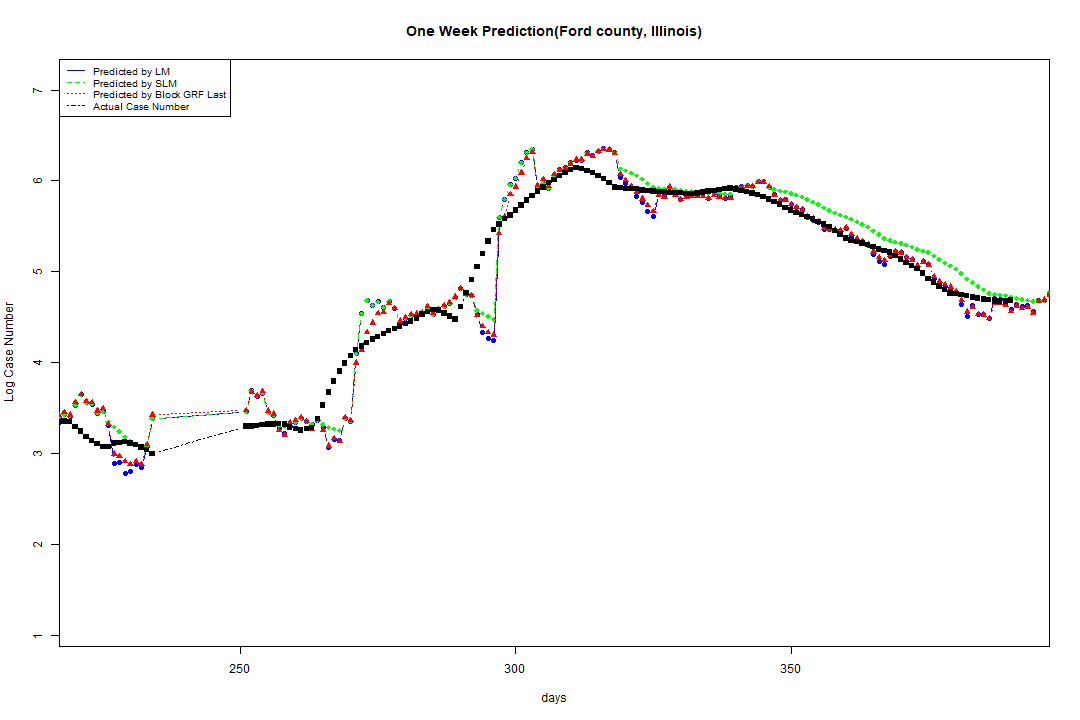 One Week Prediction(Ford county, Illinois)
Predicted by LM
Predicted by SLM
Predicted by Block GRF Last
Actual Case Number
7
6
5
4
3
2
1
Log Case Number
250 300 350
days